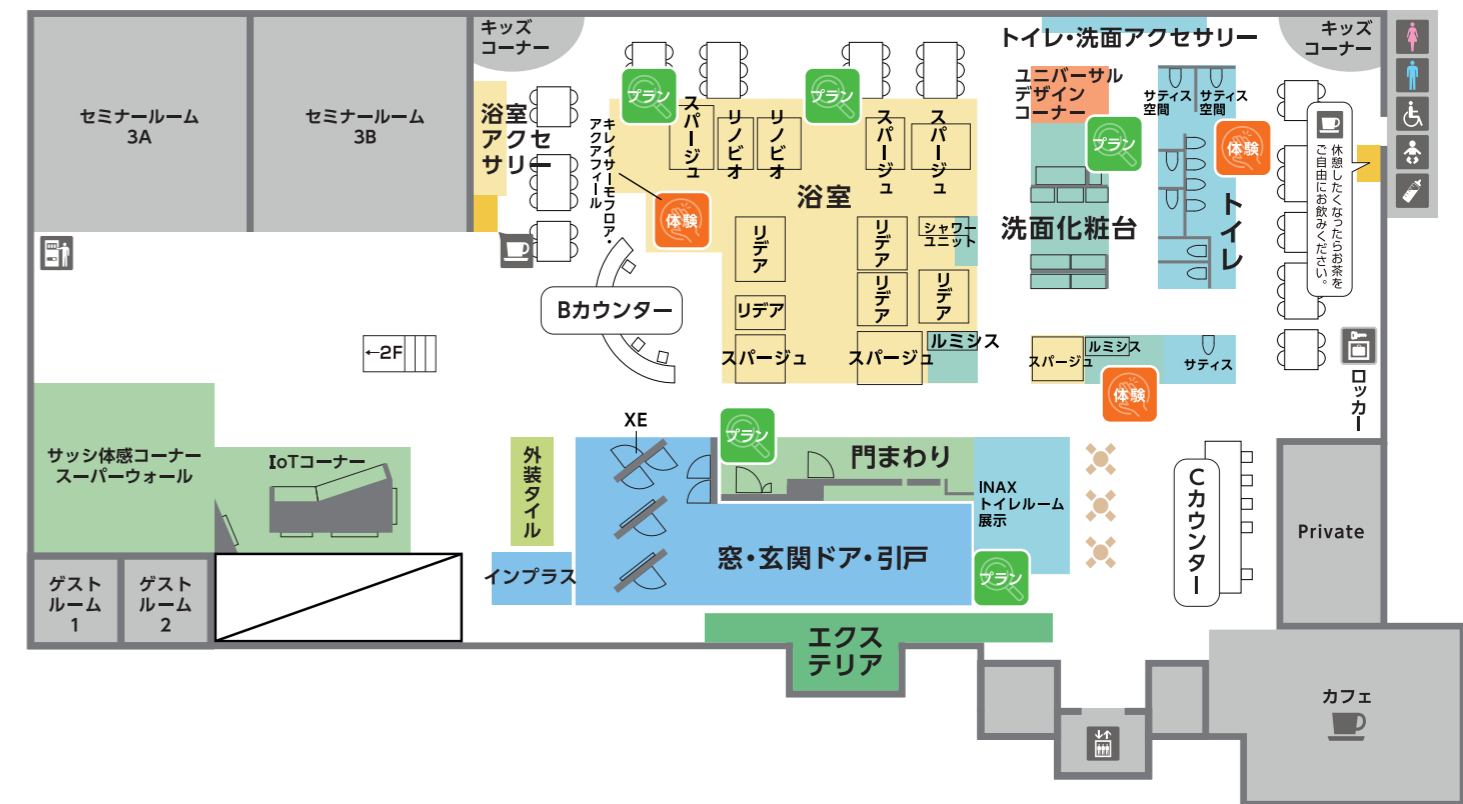 セミナールーム
3A
セミナールーム
3B
キッズ
コーナー
浴室
アクセ
サリー
キレイサーモフロア・
アクアフィール
プラン
スパージュ
リノビオ
リノビオ
プラン
スパージュ
スパージュ
浴室
体験
リデア
リデア
スパージュ
リデア
リデア
スパージュ
シャワー
ユニット
リデア
ルミシス
トイレ・洗面アクセサリー
ユニバーサル
デザイン
コーナー
プラン
洗面化粧台
サティス
空間
サティス
空間
体験
トイレ
キッズ
コーナー
休憩したくなったらお茶を
ご自由にお飲みください。
スパージュ
ルミシス
サティス
体験
ロッカー
Bカウンター
←2F
サッシ体感コーナー
スーパーウォール
IoTコーナー
外装タイル
XE
プラン
門まわり
INAX
トイレルーム
展示
インプラス
窓・玄関ドア・引戸
プラン
Cカウンター
Private
ゲスト
ルーム
1
ゲスト
ルーム
2
エクス
テリア
カフェ